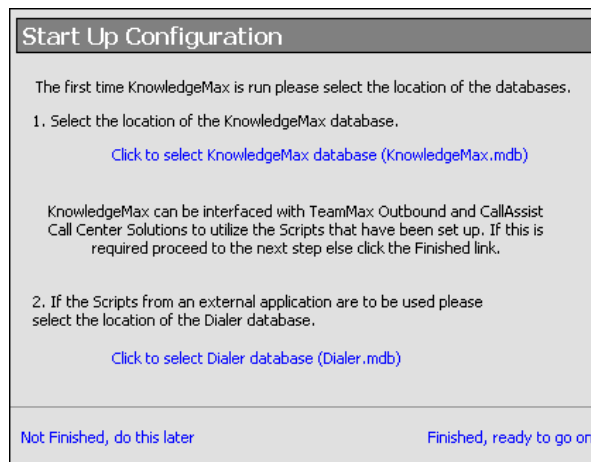 Start Up Configuration
The first time KnowledgeMax is run please select the location of the databases.
1. Select the location of the KnowledgeMax database.
Click to select KnowledgeMax database (KnowledgeMax.mdb)
KnowledgeMax can be interfaced with TeamMax Outbound and CallAssist
Call Center Solutions to utilize the Scripts that have been set up. If this is
required proceed to the next step else click the Finished link.
2. If the Scripts from an external application are to be used please
select the location of the Dialer database.
Click to select Dialer database (Dialer.mdb)
Not Finished, do this later
Finished, ready to go on